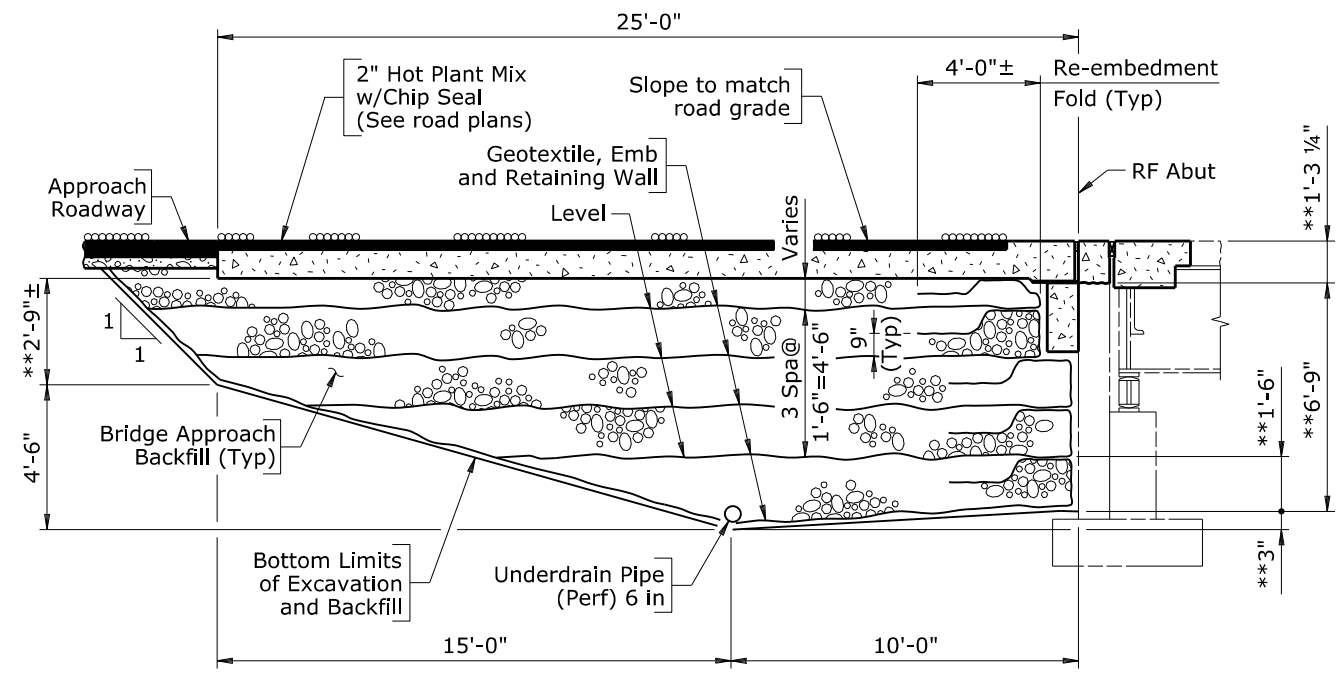 25'-0"
2" Hot Plant Mix
w/Chip Seal
(See road plans)
Slope to match
road grade
4'-0"±
Re-embedment
Fold (Typ)
Geotextile, Emb
and Retaining Wall
RF Abut
Approach
Roadway
Level
Varies
**1'-3 ¼"
**2'-9"±
1
1
3 Spa@
1'-6"=4'-6"
9"
(Typ)
Bridge Approach
Backfill (Typ)
4'-6"
**1'-6"
**6'-9"
Bottom Limits
of Excavation
and Backfill
Underdrain Pipe
(Perf) 6 in
**3"
15'-0"
10'-0"